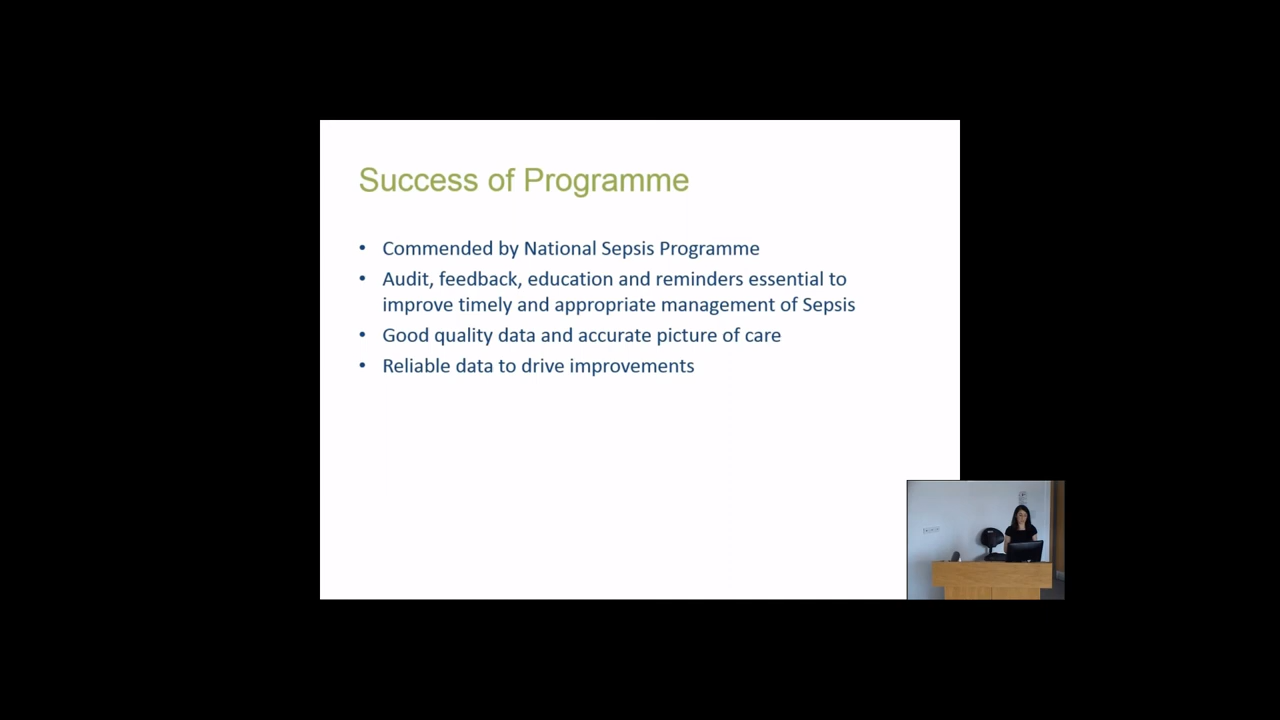 Success of Programme
• Commended by National Sepsis Programme
• Audit, feedback, education and reminders essential to
improve timely and appropriate management of Sepsis
• Good quality data and accurate picture of care
• Reliable data to drive improvements